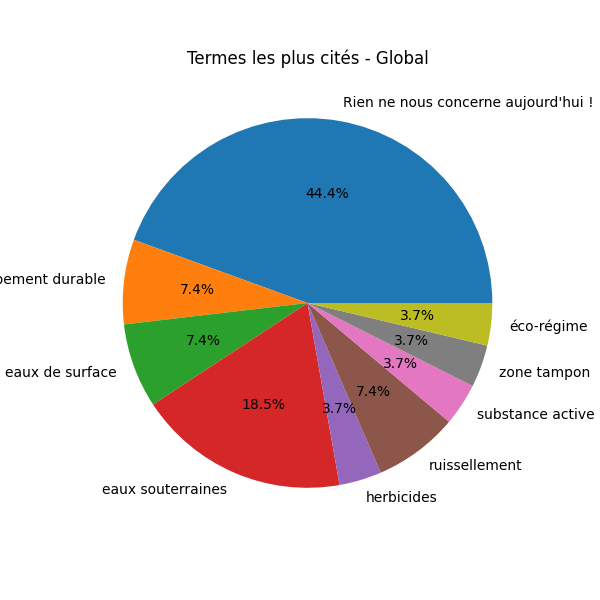 Termes les plus cités - Global
Rien ne nous concerne aujourd'hui !
44.4%
durable
7.4%
eaux de surface
7.4%
eaux souterraines
18.5%
herbicides
3.7%
ruissellement
7.4%
substance active
3.7%
zone tampon
3.7%
éco-régime
3.7%